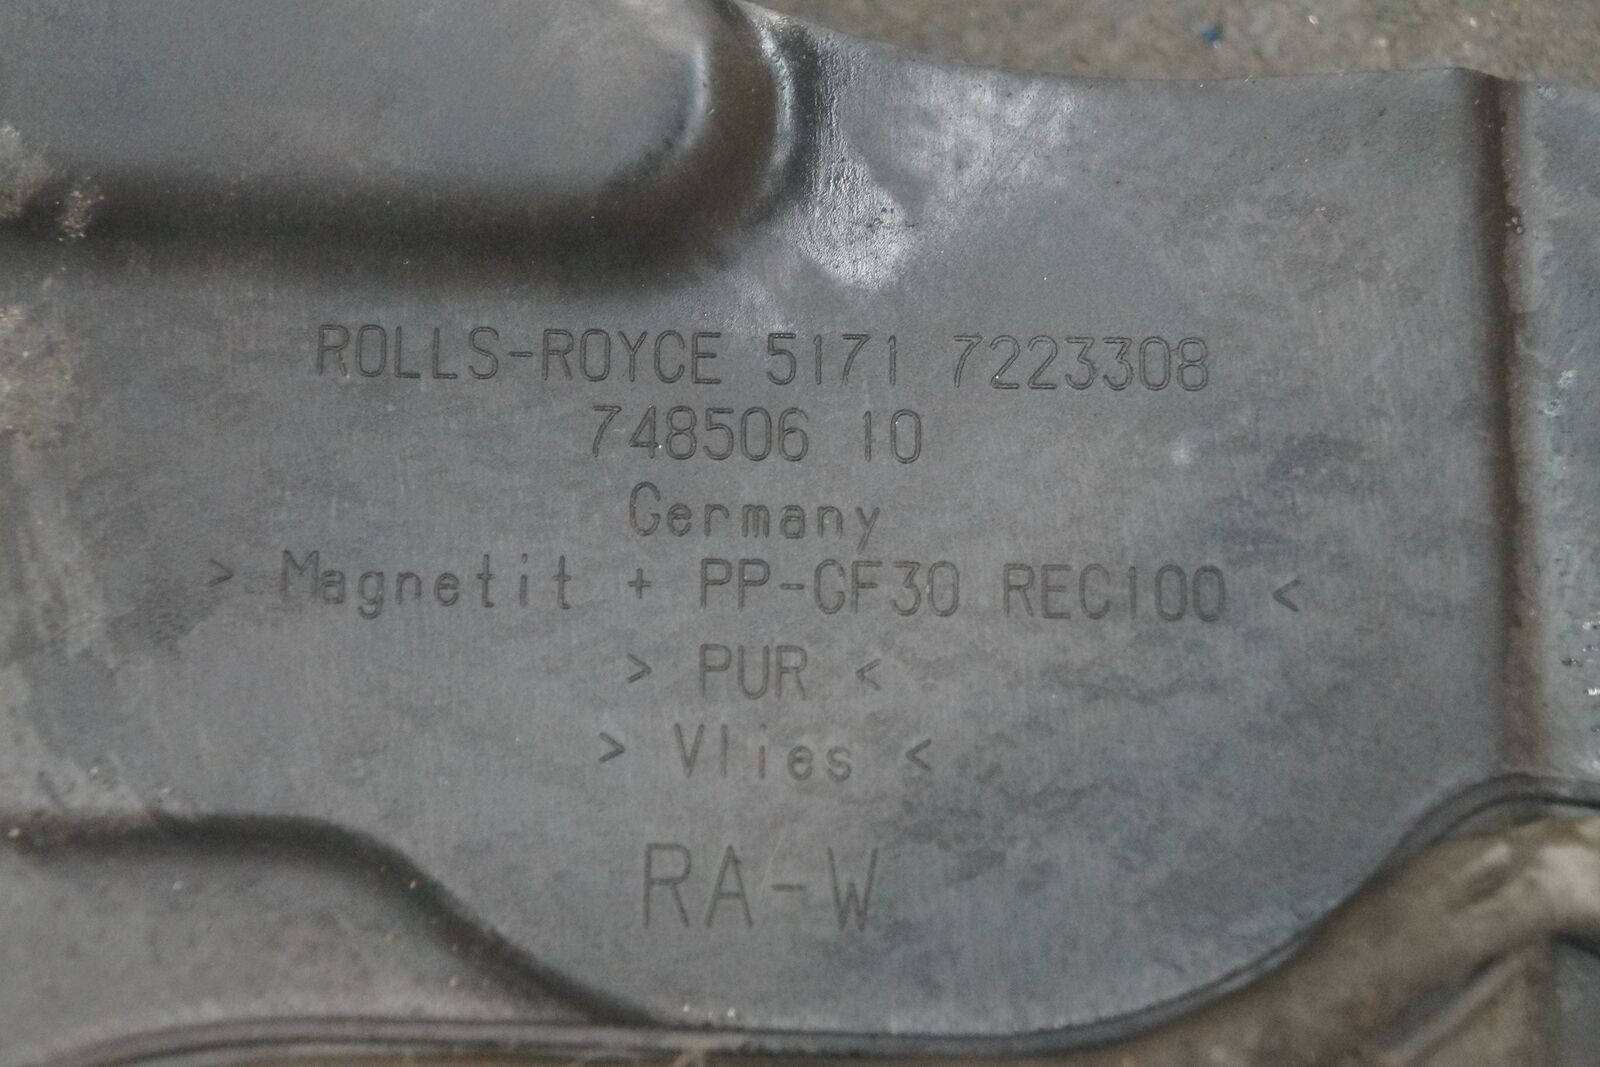 ROLLS-ROYCE 5171 7223308
748506 10
Germany
> Magnetit + PP-GF30 REC100 <
> PUR <
> Vlies <
RA-W